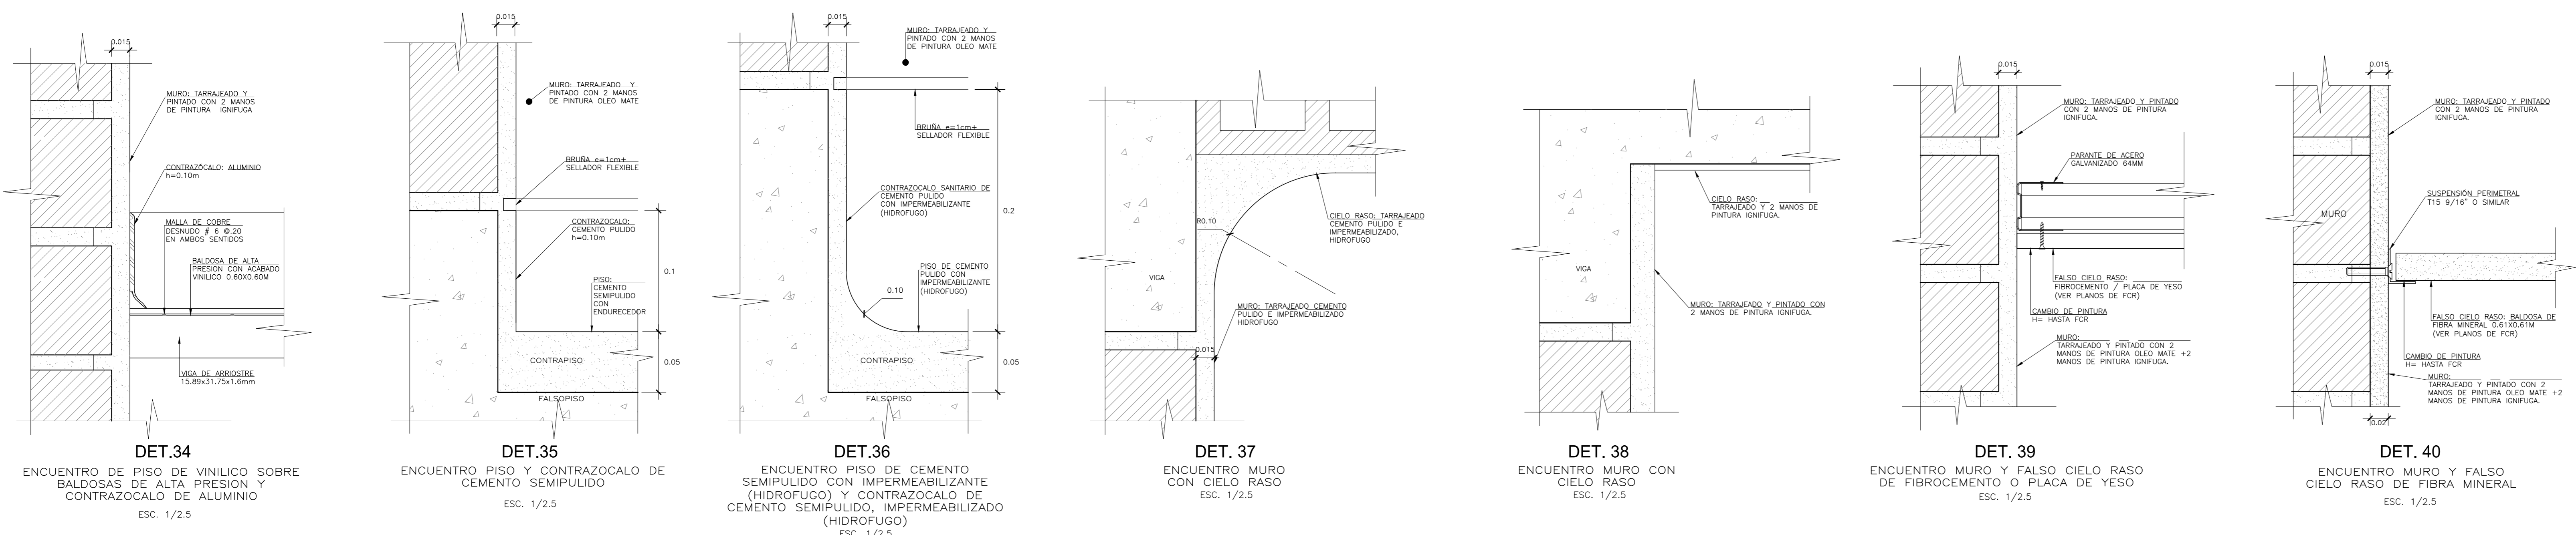 0.015
MURO: TARRAJEADO Y
PINTADO CON 2 MANOS
DE PINTURA IGNIFUGA
CONTRAZÓCALO: ALUMINIO
h=0.10m
MALLA DE COBRE
DESNUDO # 6 @.20
EN AMBOS SENTIDOS
BALDOSA DE ALTA
PRESION CON ACABADO
VINILICO 0.60X0.60M
VIGA DE ARRIOSTRE
15.89x31.75x1.6mm
DET.34
ENCUENTRO DE PISO DE VINILICO SOBRE
BALDOSAS DE ALTA PRESION Y
CONTRAZOCALO DE ALUMINIO
ESC. 1/2.5
0.015
MURO: TARRAJEADO Y
PINTADO CON 2 MANOS
DE PINTURA OLEO MATE
BRUÑA e=1cm+
SELLADOR FLEXIBLE
CONTRAZOCALO:
CEMENTO PULIDO
h=0.10m
PISO:
CEMENTO
SEMIPULIDO
CON
ENDURECEDOR
0.1
CONTRAPISO
0.05
FALSOPISO
DET.35
ENCUENTRO PISO Y CONTRAZOCALO DE
CEMENTO SEMIPULIDO
ESC. 1/2.5
0.015
MURO: TARRAJEADO Y
PINTADO CON 2 MANOS
DE PINTURA OLEO MATE
BRUÑA e=1cm+
SELLADOR FLEXIBLE
CONTRAZOCALO SANITARIO DE
CEMENTO PULIDO
CON IMPERMEABILIZANTE
(HIDROFUGO)
0.2
PISO DE CEMENTO
PULIDO CON
IMPERMEABILIZANTE
(HIDROFUGO)
0.10
CONTRAPISO
0.05
FALSOPISO
DET.36
ENCUENTRO PISO DE CEMENTO
SEMIPULIDO CON IMPERMEABILIZANTE
(HIDROFUGO) Y CONTRAZOCALO DE
CEMENTO SEMIPULIDO, IMPERMEABILIZADO
(HIDROFUGO)
ESC. 1/2.5
R0.10
CIELO RASO: TARRAJEADO
CEMENTO PULIDO E
IMPERMEABILIZADO,
HIDROFUGO
VIGA
MURO: TARRAJEADO CEMENTO
PULIDO E IMPERMEABILIZADO
HIDROFUGO
0.015
DET. 37
ENCUENTRO MURO
CON CIELO RASO
ESC. 1/2.5
CIELO RASO:
TARRAJEADO Y 2 MANOS DE
PINTURA IGNIFUGA.
VIGA
MURO: TARRAJEADO Y PINTADO CON
2 MANOS DE PINTURA IGNIFUGA.
DET. 38
ENCUENTRO MURO CON
CIELO RASO
ESC. 1/2.5
0.015
MURO: TARRAJEADO Y PINTADO
CON 2 MANOS DE PINTURA
IGNIFUGA.
PARANTE DE ACERO
GALVANIZADO 64MM
FALSO CIELO RASO:
FIBROCEMENTO / PLACA DE YESO
(VER PLANOS DE FCR)
CAMBIO DE PINTURA
H= HASTA FCR
MURO:
TARRAJEADO Y PINTADO CON 2
MANOS DE PINTURA OLEO MATE +2
MANOS DE PINTURA IGNIFUGA.
DET. 39
ENCUENTRO MURO Y FALSO CIELO RASO
DE FIBROCEMENTO O PLACA DE YESO
ESC. 1/2.5
0.015
MURO: TARRAJEADO Y PINTADO
CON 2 MANOS DE PINTURA
IGNIFUGA.
SUSPENSIÓN PERIMETRAL
T15 9/16" O SIMILAR
MURO
FALSO CIELO RASO: BALDOSA DE
FIBRA MINERAL 0.61X0.61M
(VER PLANOS DE FCR)
CAMBIO DE PINTURA
H= HASTA FCR
MURO:
TARRAJEADO Y PINTADO CON 2
MANOS DE PINTURA OLEO MATE +2
MANOS DE PINTURA IGNIFUGA.
0.02
DET. 40
ENCUENTRO MURO Y FALSO
CIELO RASO DE FIBRA MINERAL
ESC. 1/2.5